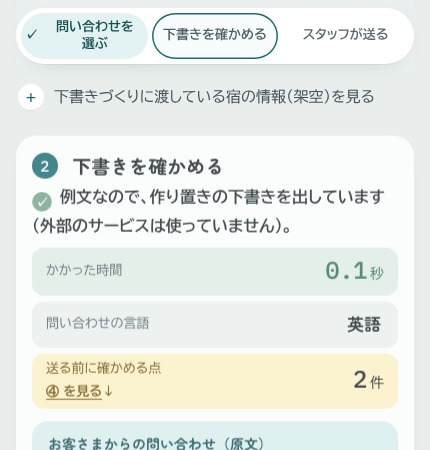 ✓ 問い合わせを
選ぶ
下書きを確かめる
スタッフが送る
+ 下書きづくりに渡している宿の情報（架空）を見る
2 下書きを確かめる
✓ 例文なので、作り置きの下書きを出しています
（外部のサービスは使っていません）。
かかった時間 0.1秒
問い合わせの言語 英語
送る前に確かめる点
④ を見る↓ 2件
お客さまからの問い合わせ（原文）